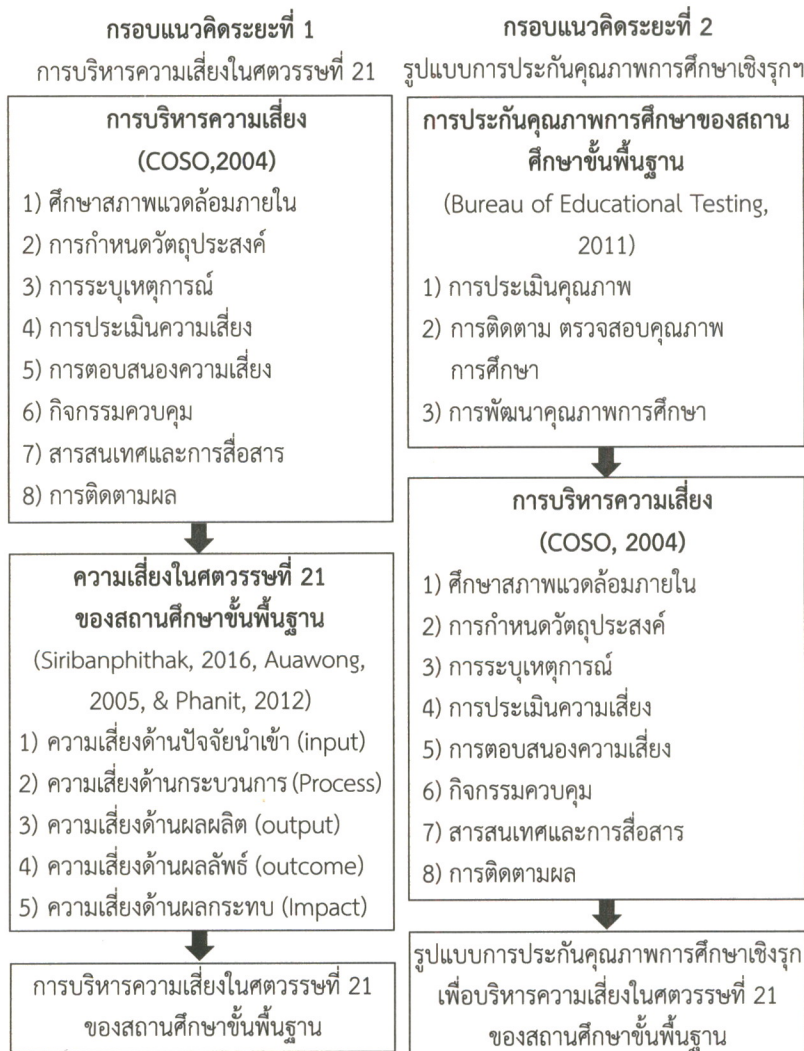 กรอบแนวคิดระยะที่ 1
การบริหารความเสี่ยงในศตวรรษที่ 21
การบริหารความเสี่ยง
(COSO,2004)
1) ศึกษาสภาพแวดล้อมภายใน
2) การกำหนดวัตถุประสงค์
3) การระบุเหตุการณ์
4) การประเมินความเสี่ยง
5) การตอบสนองความเสี่ยง
6) กิจกรรมควบคุม
7) สารสนเทศและการสื่อสาร
8) การติดตามผล
ความเสี่ยงในศตวรรษที่ 21
ของสถานศึกษาขั้นพื้นฐาน
(Siribanphithak, 2016, Auawong,
2005, & Phanit, 2012)
1) ความเสี่ยงด้านปัจจัยนำเข้า (input)
2) ความเสี่ยงด้านกระบวนการ (Process)
3) ความเสี่ยงด้านผลผลิต (output)
4) ความเสี่ยงด้านผลลัพธ์ (outcome)
5) ความเสี่ยงด้านผลกระทบ (Impact)
การบริหารความเสี่ยงในศตวรรษที่ 21
ของสถานศึกษาขั้นพื้นฐาน
กรอบแนวคิดระยะที่ 2
รูปแบบการประกันคุณภาพการศึกษาเชิงรุกฯ
การประกันคุณภาพการศึกษาของสถาน
ศึกษาขั้นพื้นฐาน
(Bureau of Educational Testing,
2011)
1) การประเมินคุณภาพ
2) การติดตาม ตรวจสอบคุณภาพ
การศึกษา
3) การพัฒนาคุณภาพการศึกษา
การบริหารความเสี่ยง
(COSO, 2004)
1) ศึกษาสภาพแวดล้อมภายใน
2) การกำหนดวัตถุประสงค์
3) การระบุเหตุการณ์
4) การประเมินความเสี่ยง
5) การตอบสนองความเสี่ยง
6) กิจกรรมควบคุม
7) สารสนเทศและการสื่อสาร
8) การติดตามผล
รูปแบบการประกันคุณภาพการศึกษาเชิงรุก
เพื่อบริหารความเสี่ยงในศตวรรษที่ 21
ของสถานศึกษาขั้นพื้นฐาน